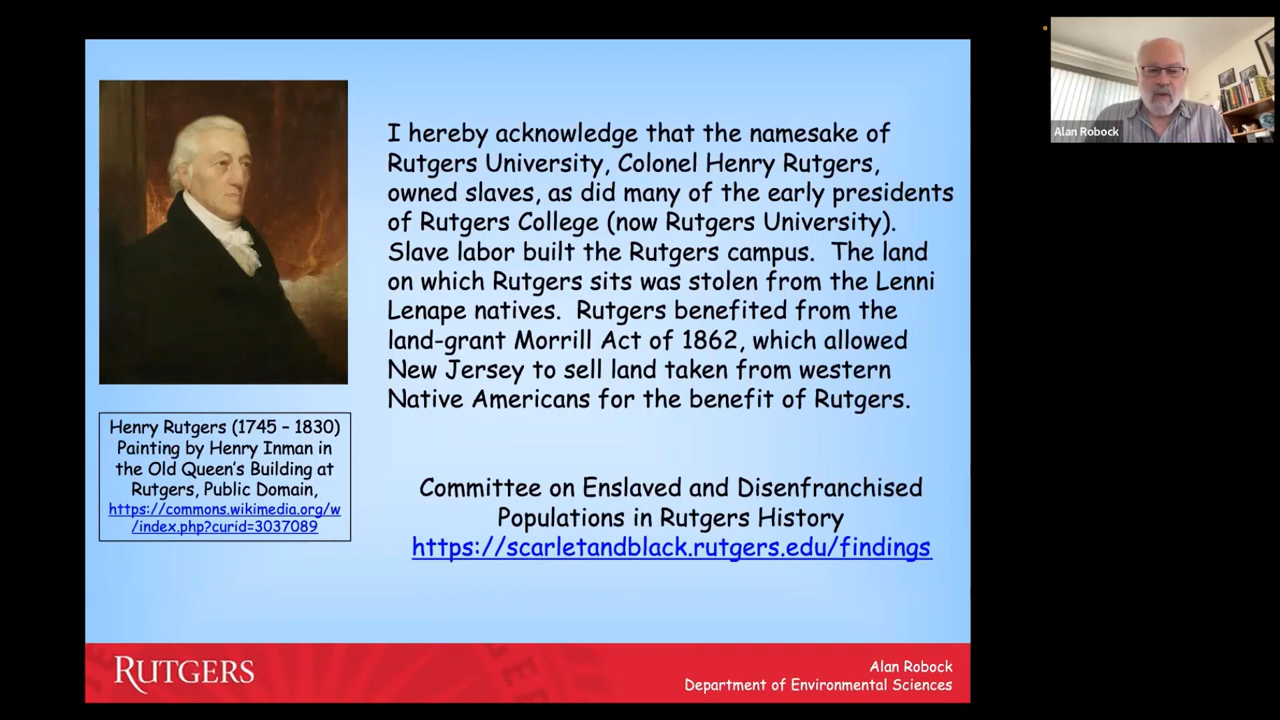 I hereby acknowledge that the namesake of
Rutgers University, Colonel Henry Rutgers,
owned slaves, as did many of the early presidents
of Rutgers College (now Rutgers University).
Slave labor built the Rutgers campus.  The land
on which Rutgers sits was stolen from the Lenni
Lenape natives.  Rutgers benefited from the
land-grant Morrill Act of 1862, which allowed
New Jersey to sell land taken from western
Native Americans for the benefit of Rutgers.
Henry Rutgers (1745 – 1830)
Painting by Henry Inman in
the Old Queen's Building at
Rutgers, Public Domain,
https://commons.wikimedia.org/w
/index.php?curid=3037089
Committee on Enslaved and Disenfranchised
Populations in Rutgers History
https://scarletandblack.rutgers.edu/findings
RUTGERS
Alan Robock
Department of Environmental Sciences
Alan Robock